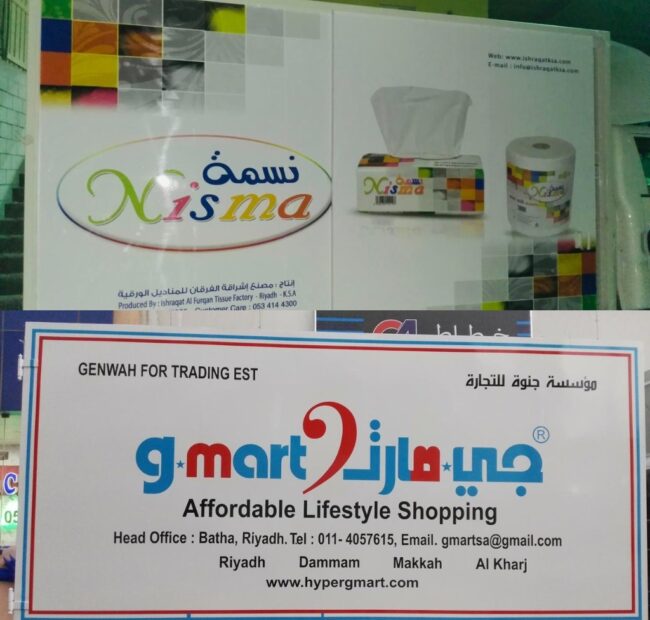 Web: www.ishraqatksa.com
E-mail : info@ishraqatksa.com
نسمة
Nisma
Nisma
نسمة
إنتاج : مصنع إشراقة الفرقان للمناديل الورقية
Produced By : Ishraqat Al Furqan Tissue Factory - Riyadh - K.S.A
Customer Care : 053 414 4300
GENWAH FOR TRADING EST
مؤسسة جنوة للتجارة
g*mart جي*مارت ®
Affordable Lifestyle Shopping
Head Office : Batha, Riyadh. Tel : 011- 4057615, Email. gmartsa@gmail.com
Riyadh Dammam Makkah Al Kharj
www.hypergmart.com